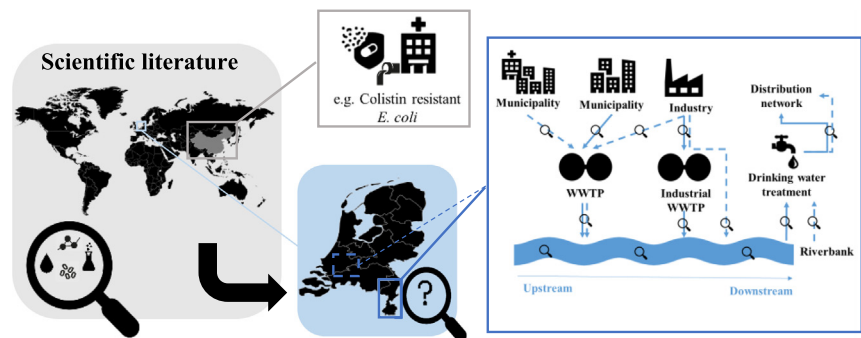 Scientific literature
e.g. Colistin resistant
E. coli
?
Municipality
Municipality
Industry
Distribution
network
WWTP
Industrial
WWTP
Drinking water
treatment
Riverbank
Upstream
Downstream